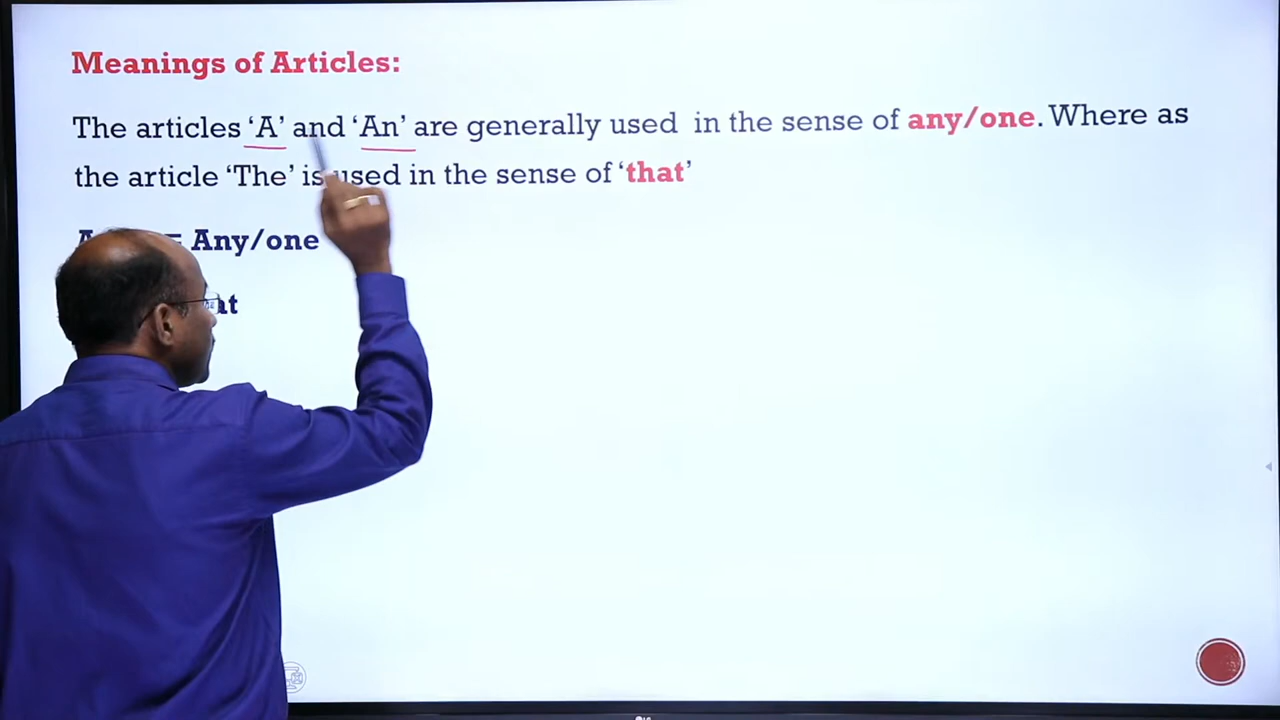 Meanings of Articles:
The articles ‘A’ and ‘An’ are generally used in the sense of any/one. Where as
the article ‘The’ is used in the sense of ‘that’
= Any/one
LG